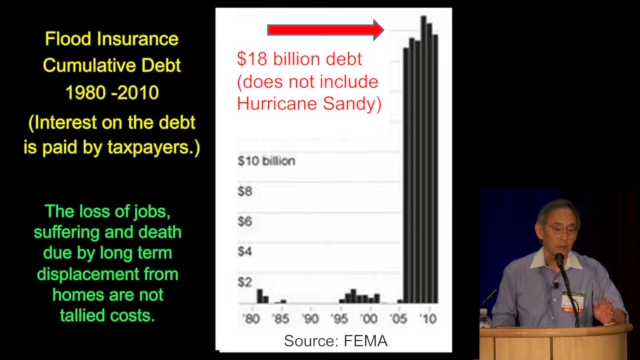 Flood Insurance
Cumulative Debt
1980 -2010
(Interest on the debt
is paid by taxpayers.)
The loss of jobs,
suffering and death
due by long term
displacement from
homes are not
tallied costs.
$18 billion debt
(does not include
Hurricane Sandy)
$10 billion
$8
$6
$4
$2
'80 '85 '90 '95 '00 '05 '10
Source: FEMA